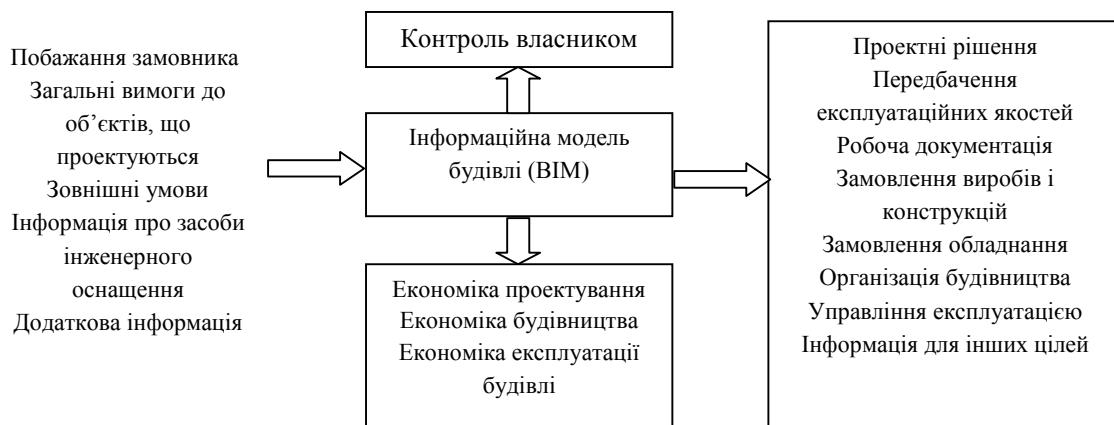 Побажання замовника
Загальні вимоги до
об’єктів, що
проектуються
Зовнішні умови
Інформація про засоби
інженерного
оснащення
Додаткова інформація
Контроль власником
Інформаційна модель
будівлі (BIM)
Економіка проектування
Економіка будівництва
Економіка експлуатації
будівлі
Проектні рішення
Передбачення
експлуатаційних якостей
Робоча документація
Замовлення виробів і
конструкцій
Замовлення обладнання
Організація будівництва
Управління експлуатацією
Інформація для інших цілей